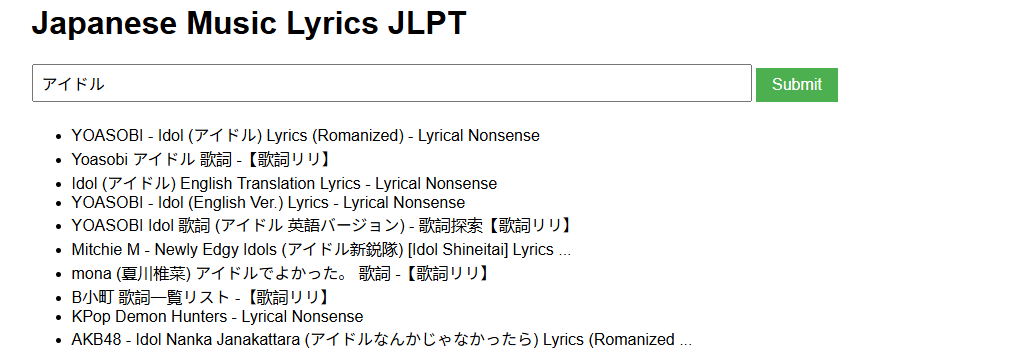 Japanese Music Lyrics JLPT
アイドル Submit
YOASOBI - Idol (アイドル) Lyrics (Romanized) - Lyrical Nonsense
Yoasobi アイドル 歌詞 -【歌詞リリ】
Idol (アイドル) English Translation Lyrics - Lyrical Nonsense
YOASOBI - Idol (English Ver.) Lyrics - Lyrical Nonsense
YOASOBI Idol 歌詞 (アイドル 英語バージョン) - 歌詞探索【歌詞リリ】
Mitchie M - Newly Edgy Idols (アイドル新鋭隊) [Idol Shineitai] Lyrics ...
mona (夏川椎菜) アイドルでよかった。 歌詞 -【歌詞リリ】
B小町 歌詞一覧リスト -【歌詞リリ】
KPop Demon Hunters - Lyrical Nonsense
AKB48 - Idol Nanka Janakattara (アイドルなんかじゃなかったら) Lyrics (Romanized ...